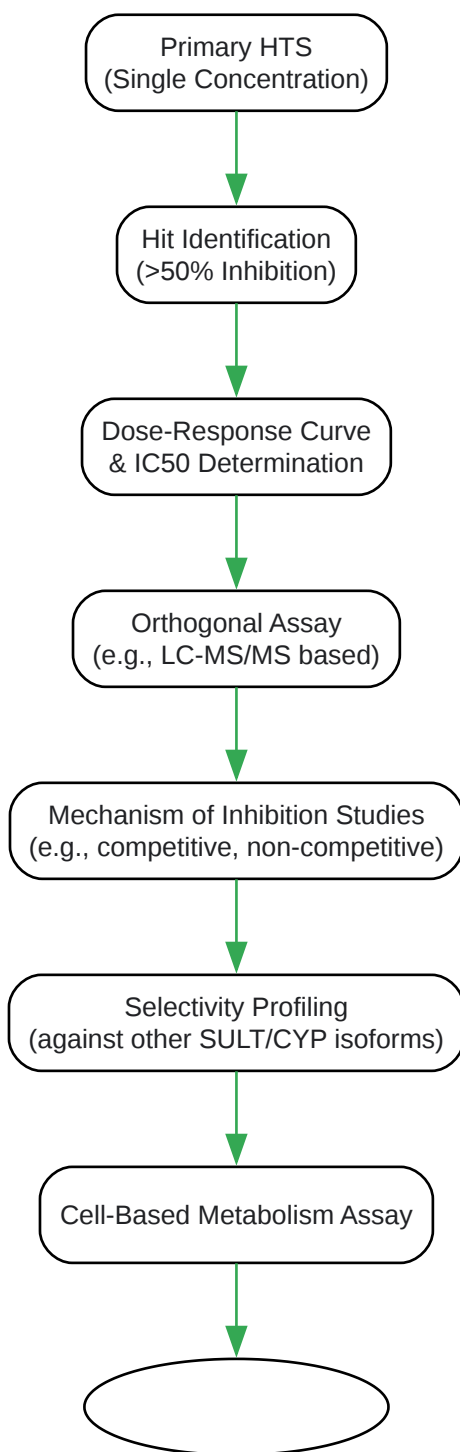 Primary HTS
(Single Concentration)
Hit Identification
(>50% Inhibition)
Dose-Response Curve
& IC50 Determination
Orthogonal Assay
(e.g., LC-MS/MS based)
Mechanism of Inhibition Studies
(e.g., competitive, non-competitive)
Selectivity Profiling
(against other SULT/CYP isoforms)
Cell-Based Metabolism Assay